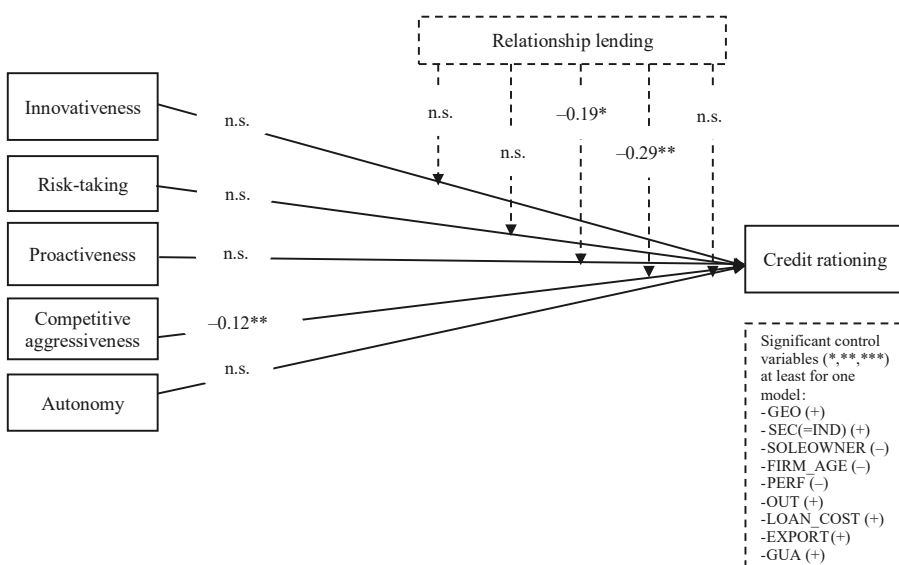 Relationship lending
Innovativeness
Risk-taking
Proactiveness
Competitive
aggressiveness
Autonomy
n.s.
n.s.
n.s.
–0.12**
n.s.
n.s.
n.s.
–0.19*
–0.29**
n.s.
Credit rationing
Significant control
variables (*,**,***)
at least for one
model:
-GEO (+)
-SEC(=IND) (+)
-SOLEOWNER (–)
-FIRM_AGE (–)
-PERF (–)
-OUT (+)
-LOAN_COST (+)
-EXPORT (+)
-GUA (+)